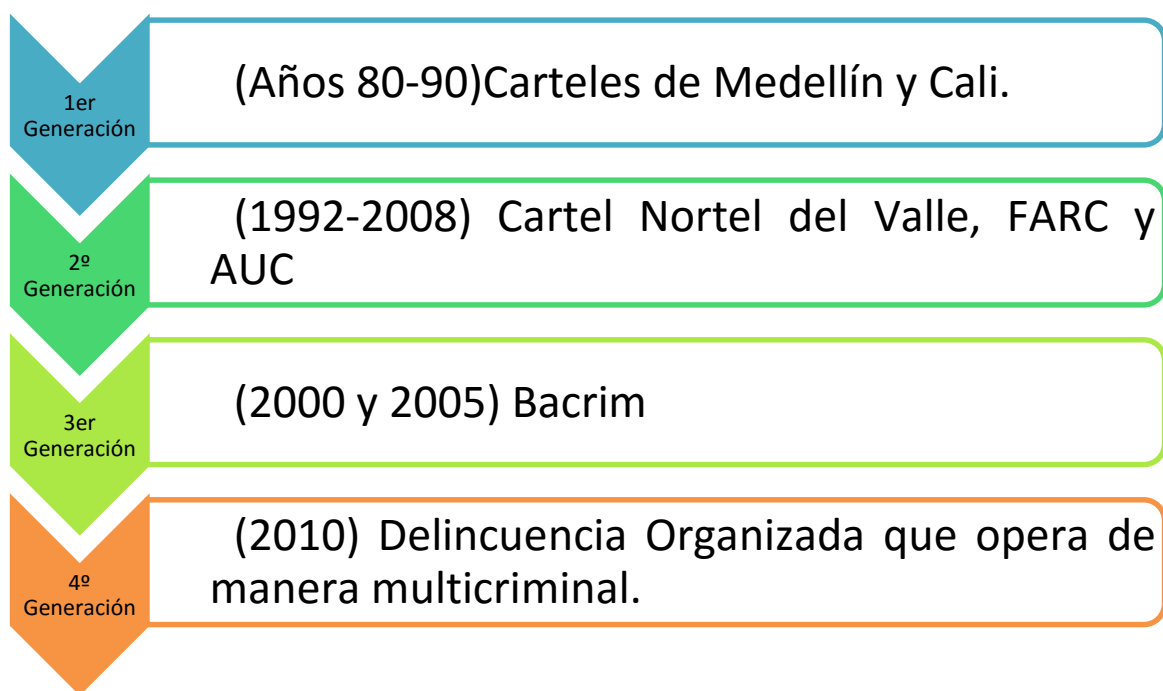 1er
Generación
(Años 80-90)Carteles de Medellín y Cali.
2º
Generación
(1992-2008) Cartel Nortel del Valle, FARC y
AUC
3er
Generación
(2000 y 2005) Bacrim
4º
Generación
(2010) Delincuencia Organizada que opera de
manera multicriminal.